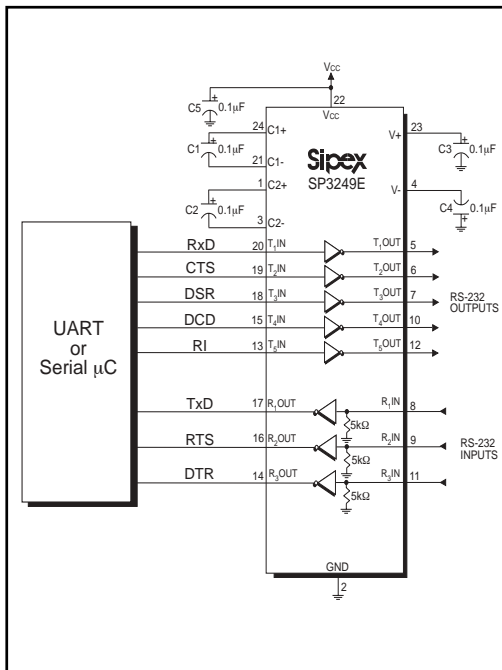 VCC
C5 + 0.1µF
22
VCC
24 C1+
C1 + 0.1µF
21 C1-
1 C2+
C2 + 0.1µF
3 C2-
Sipex
SP3249E
V+ 23
C3 + 0.1µF
V- 4
C4 0.1µF +
UART
or
Serial µC
RxD 20 T1IN T1OUT 5
CTS 19 T2IN T2OUT 6
DSR 18 T3IN T3OUT 7
DCD 15 T4IN T4OUT 10
RI 13 T5IN T5OUT 12
RS-232
OUTPUTS
TxD 17 R1OUT R1IN 8
5kΩ
RTS 16 R2OUT R2IN 9
5kΩ
DTR 14 R3OUT R3IN 11
5kΩ
RS-232
INPUTS
GND
2